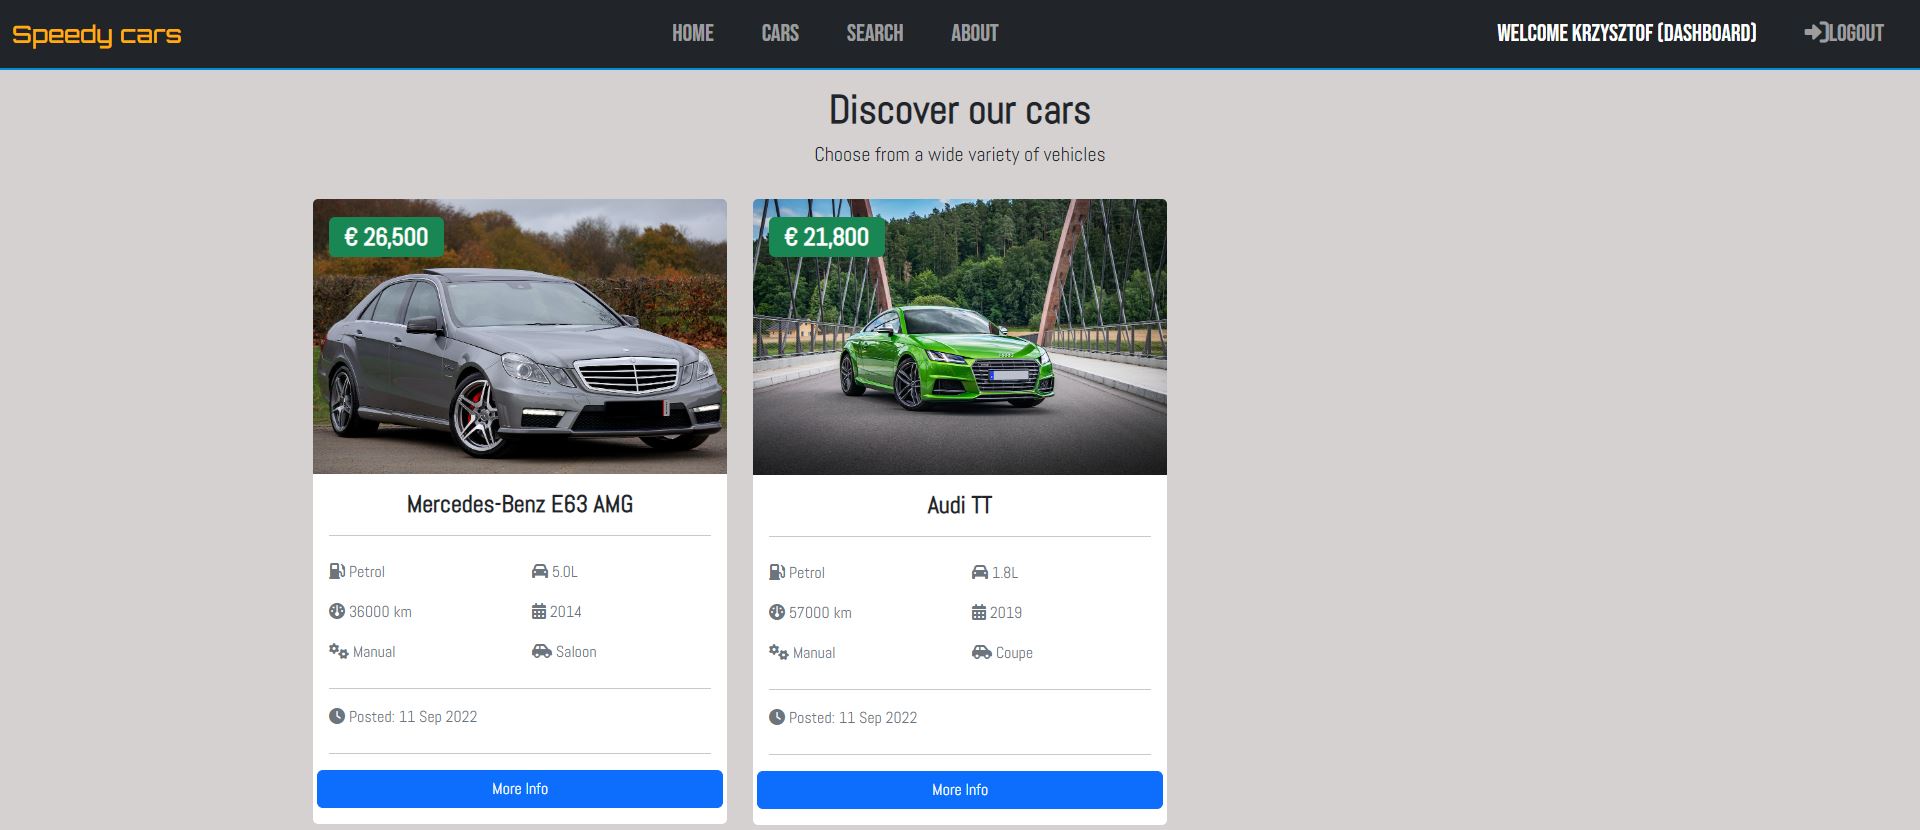 Speedy cars
HOME CARS SEARCH ABOUT
WELCOME KRZYSZTOF (DASHBOARD) LOGOUT
Discover our cars
Choose from a wide variety of vehicles
€ 26,500
Mercedes-Benz E63 AMG
Petrol 5.0L
36000 km 2014
Manual Saloon
Posted: 11 Sep 2022
More Info
€ 21,800
Audi TT
Petrol 1.8L
57000 km 2019
Manual Coupe
Posted: 11 Sep 2022
More Info